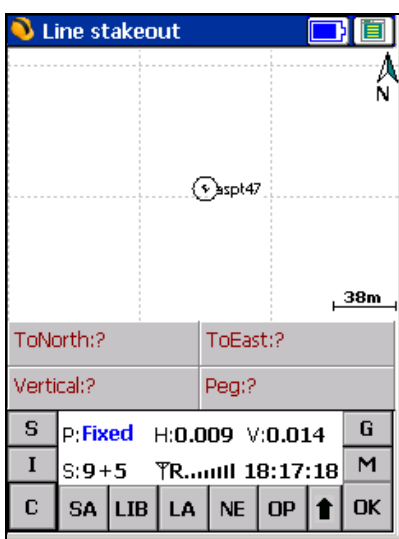 Line stakeout
N
aspt47
38m
ToNorth:? ToEast:?
Vertical:? Peg:?
S P:Fixed H:0.009 V:0.014 G
I S:9+5 R 18:17:18 M
C SA LIB LA NE OP OK